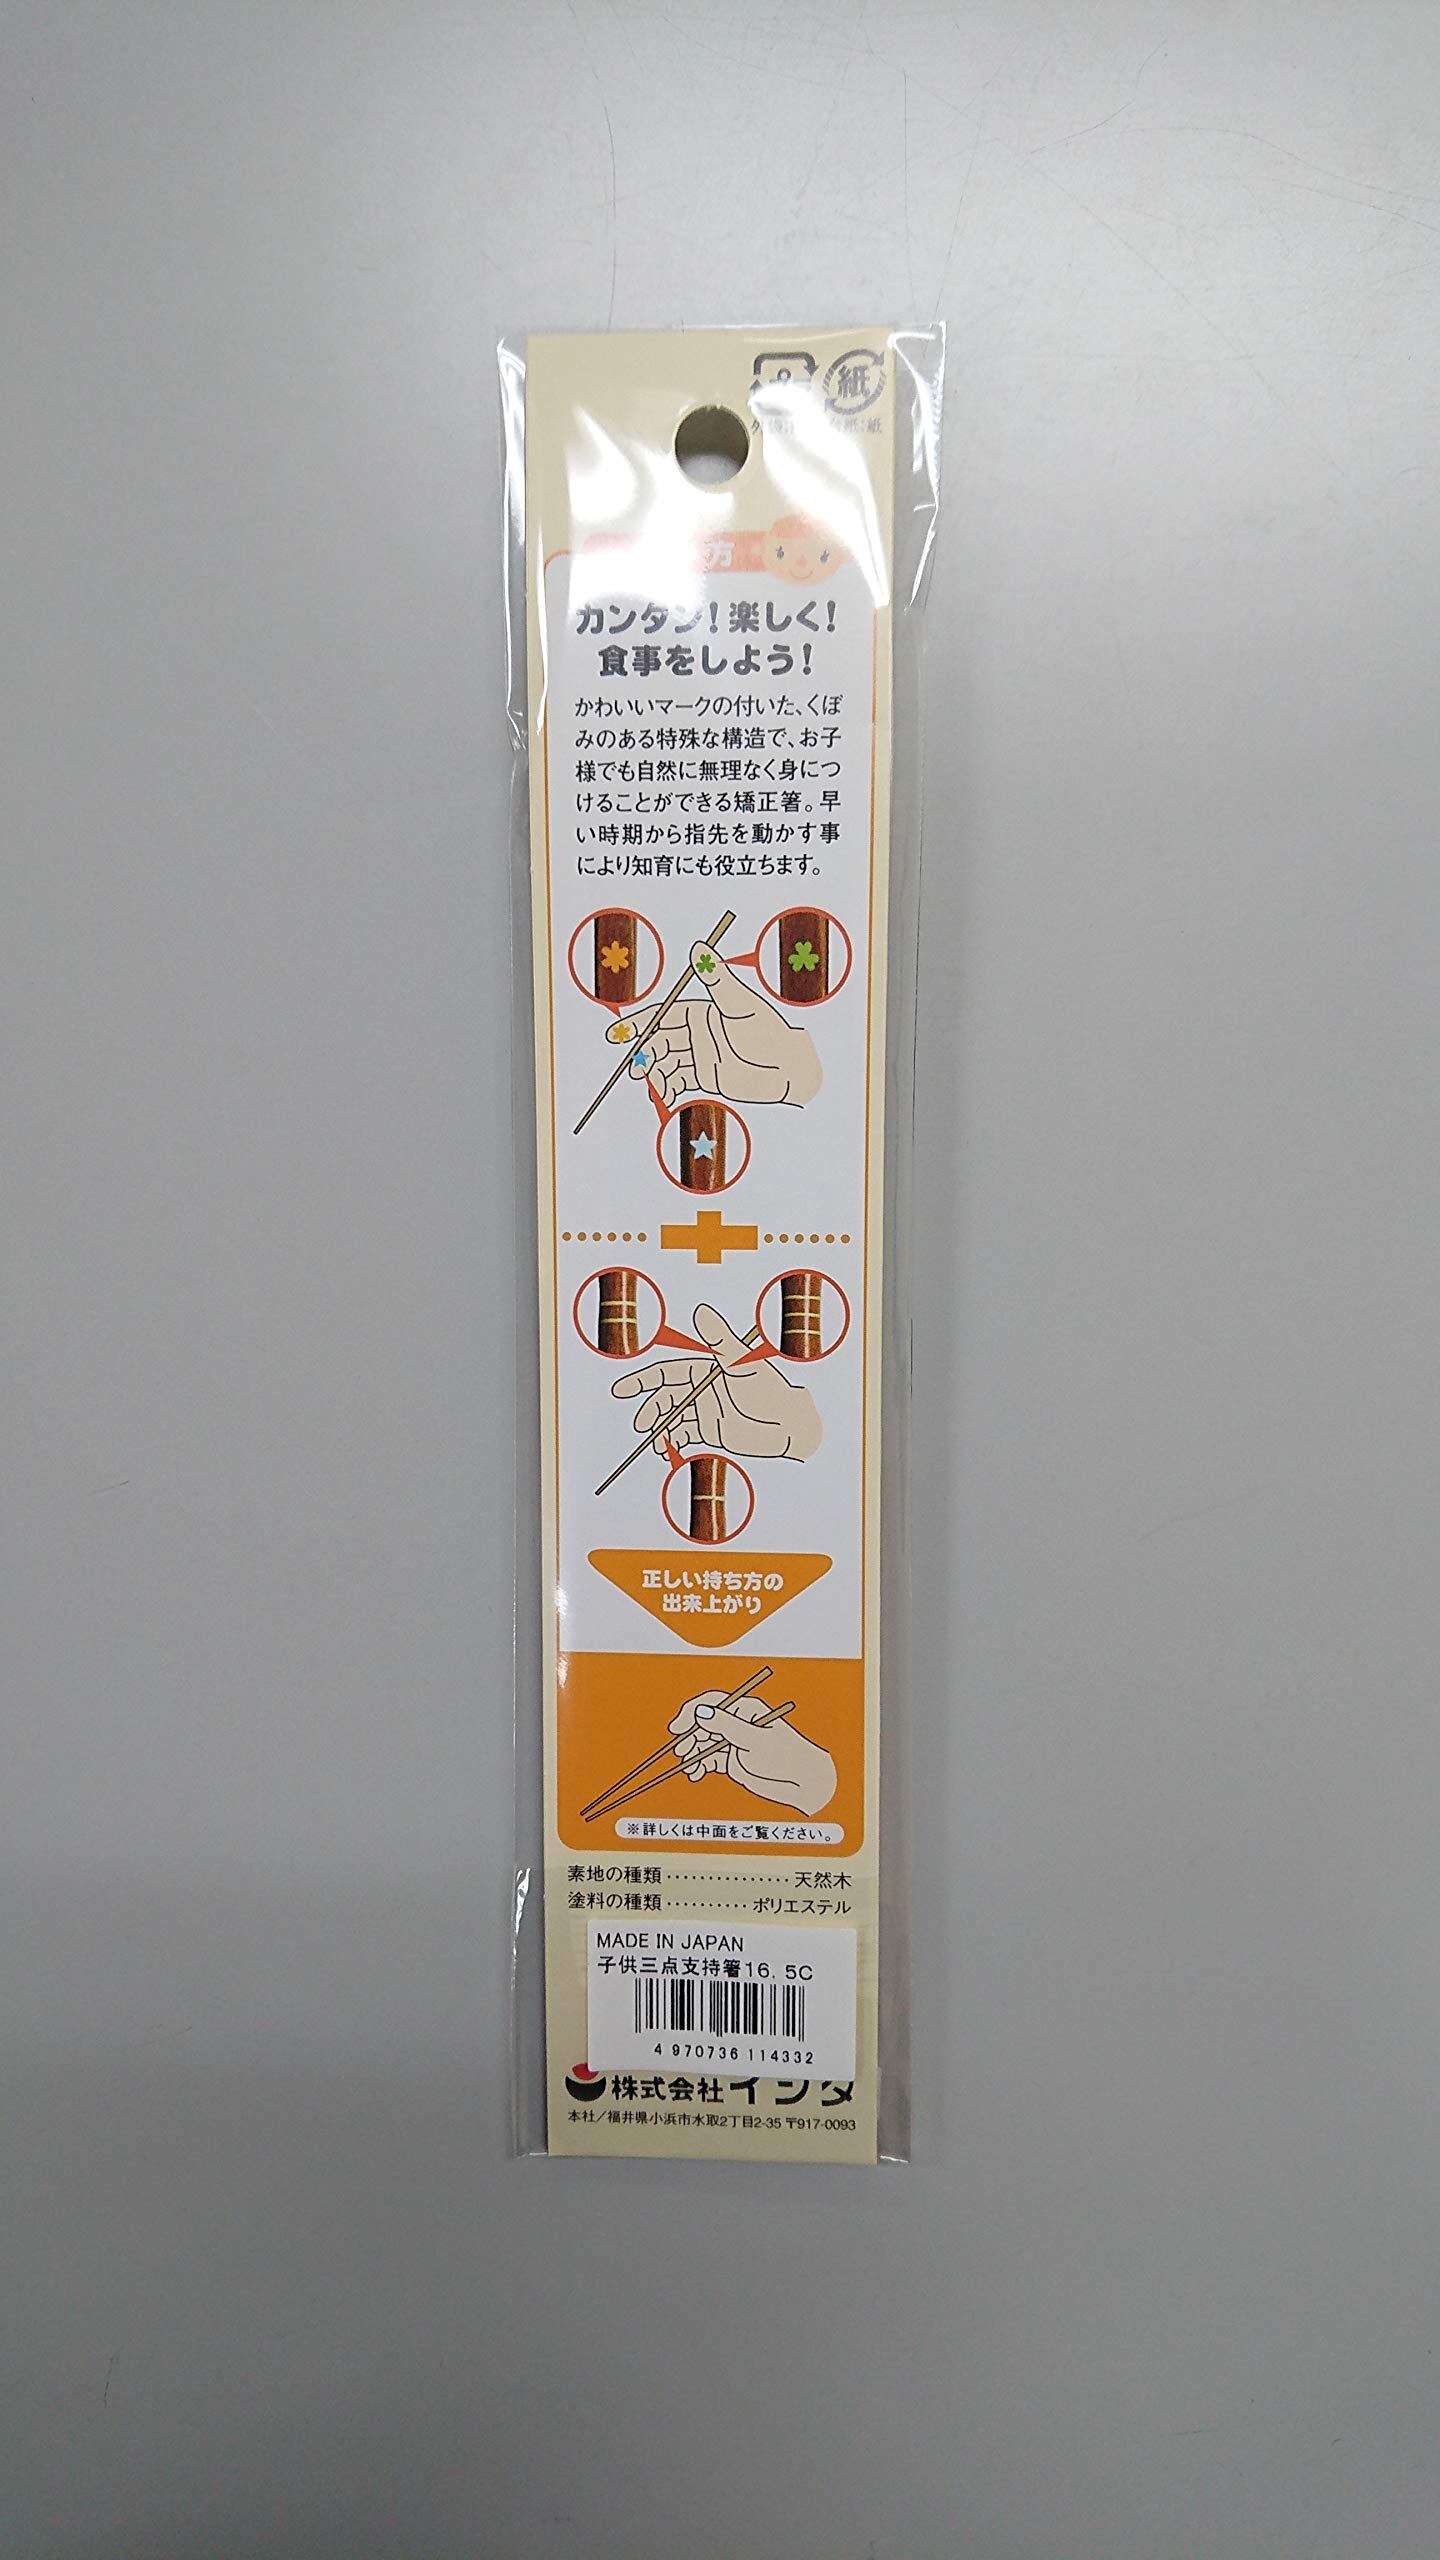 紙
方
カンタン！楽しく！
食事をしよう！
かわいいマークの付いた、くぼ
みのある特殊な構造で、お子
様でも自然に無理なく身につ
けることができる矯正箸。早
い時期から指先を動かす事
により知育にも役立ちます。
正しい持ち方の
出来上がり
※詳しくは中面をご覧ください。
素地の種類……………天然木
塗料の種類………ポリエステル
MADE IN JAPAN
子供三点支持箸16.5C
4 970736 114332
株式会社イシダ
本社／福井県小浜市水取2丁目2-35 〒917-0093